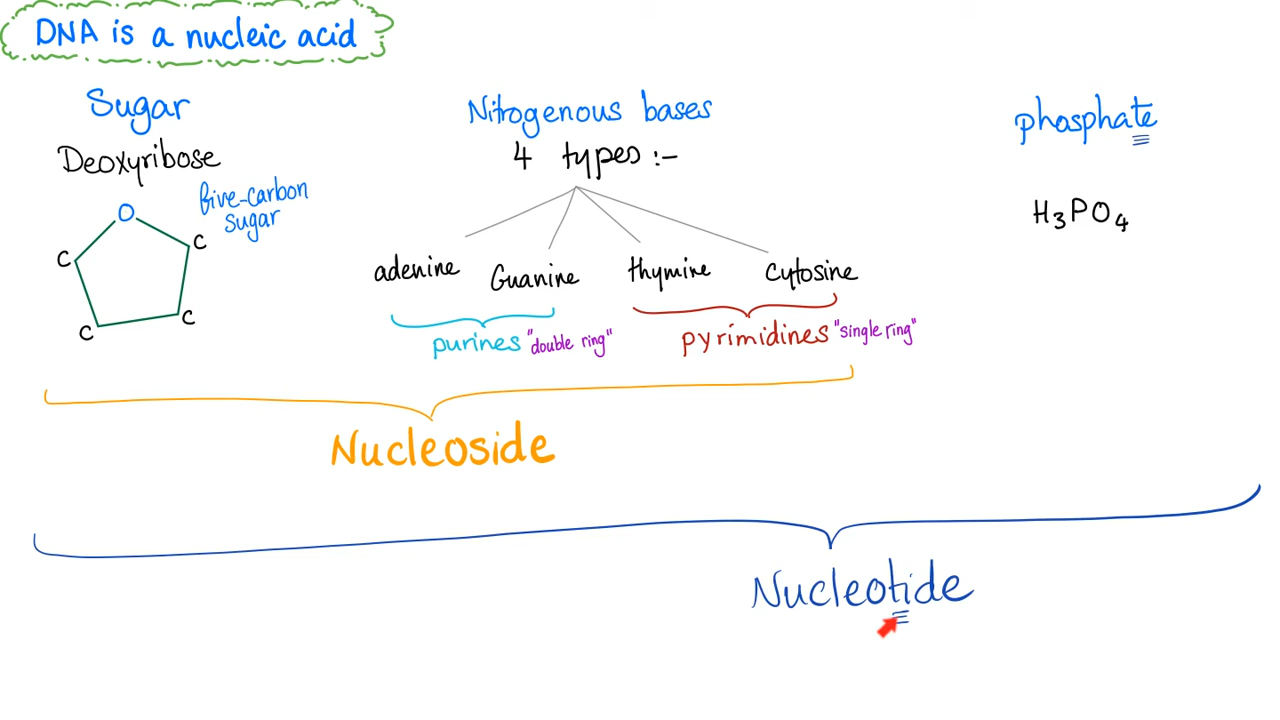 DNA is a nucleic acid
Sugar
Deoxyribose
five-carbon
sugar
O
C
C
C
C
Nitrogenous bases
4 types :-
adenine Guanine thymine Cytosine
purines "double ring"
pyrimidines "single ring"
phosphate
H₃PO₄
Nucleoside
Nucleotide